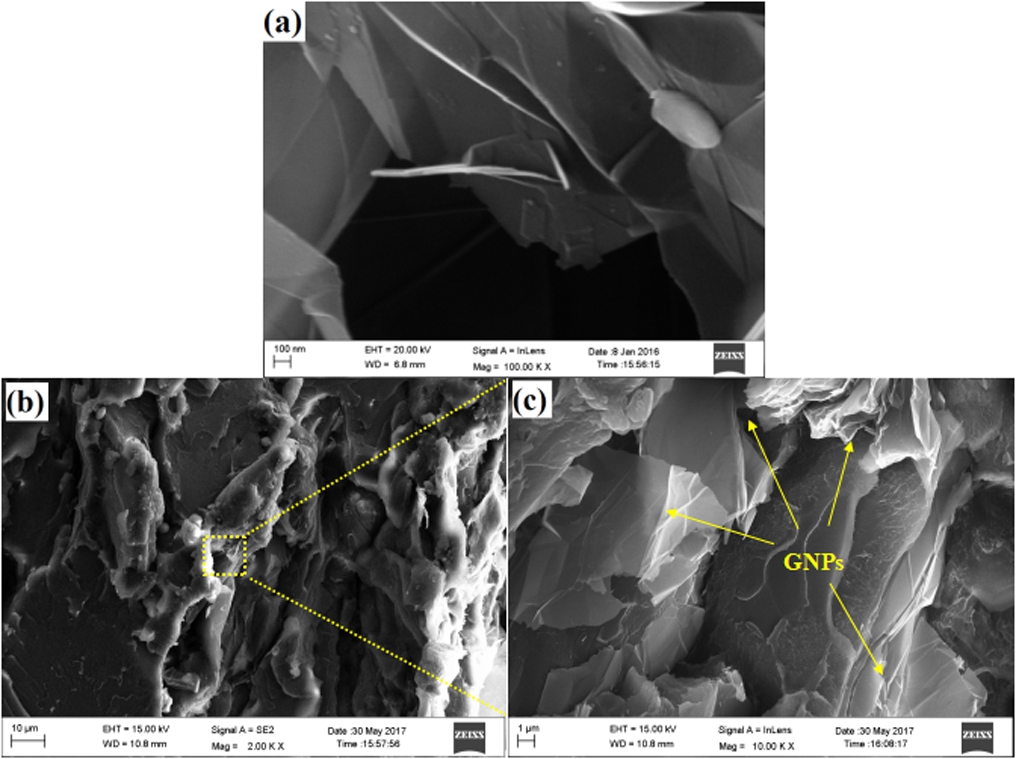 (a)
100 nm
EHT = 20.00 kV
WD = 6.8 mm
Signal A = InLens
Mag = 100.00 K X
Date :8 Jan 2016
Time :15:56:15
ZEISS
(b)
10 µm
EHT = 15.00 kV
WD = 10.8 mm
Signal A = SE2
Mag = 2.00 K X
Date :30 May 2017
Time :15:57:56
ZEISS
(c)
GNPs
1 µm
EHT = 15.00 kV
WD = 10.8 mm
Signal A = InLens
Mag = 10.00 K X
Date :30 May 2017
Time :16:08:17
ZEISS